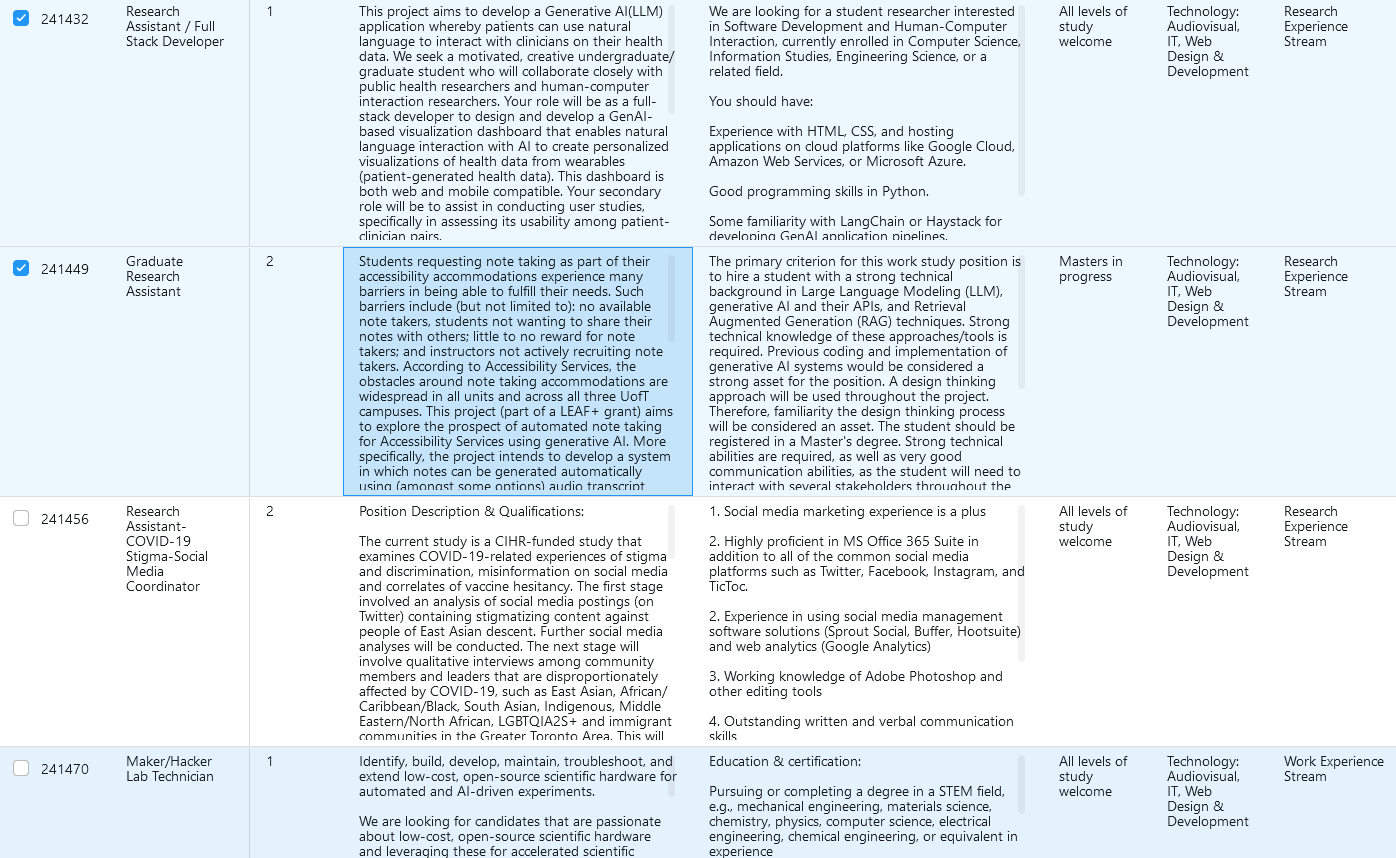 241432
Research
Assistant / Full
Stack Developer
1
This project aims to develop a Generative AI(LLM)
application whereby patients can use natural
language to interact with clinicians on their health
data. We seek a motivated, creative undergraduate/
graduate student who will collaborate closely with
public health researchers and human-computer
interaction researchers. Your role will be as a full-
stack developer to design and develop a GenAI-
based visualization dashboard that enables natural
language interaction with AI to create personalized
visualizations of health data from wearables
(patient-generated health data). This dashboard is
both web and mobile compatible. Your secondary
role will be to assist in conducting user studies,
specifically in assessing its usability among patient-
clinician pairs.
We are looking for a student researcher interested
in Software Development and Human-Computer
Interaction, currently enrolled in Computer Science,
Information Studies, Engineering Science, or a
related field.
You should have:
Experience with HTML, CSS, and hosting
applications on cloud platforms like Google Cloud,
Amazon Web Services, or Microsoft Azure.
Good programming skills in Python.
Some familiarity with LangChain or Haystack for
developing GenAI application pipelines.
All levels of
study
welcome
Technology:
Audiovisual,
IT, Web
Design &
Development
Research
Experience
Stream
241449
Graduate
Research
Assistant
2
Students requesting note taking as part of their
accessibility accommodations experience many
barriers in being able to fulfill their needs. Such
barriers include (but not limited to): no available
note takers, students not wanting to share their
notes with others; little to no reward for note
takers; and instructors not actively recruiting note
takers. According to Accessibility Services, the
obstacles around note taking accommodations are
widespread in all units and across all three UofT
campuses. This project (part of a LEAF+ grant) aims
to explore the prospect of automated note taking
for Accessibility Services using generative AI. More
specifically, the project intends to develop a system
in which notes can be generated automatically
using (amongst some options) audio transcript
The primary criterion for this work study position is
to hire a student with a strong technical
background in Large Language Modeling (LLM),
generative AI and their APIs, and Retrieval
Augmented Generation (RAG) techniques. Strong
technical knowledge of these approaches/tools is
required. Previous coding and implementation of
generative AI systems would be considered a
strong asset for the position. A design thinking
approach will be used throughout the project.
Therefore, familiarity the design thinking process
will be considered an asset. The student should be
registered in a Master's degree. Strong technical
abilities are required, as well as very good
communication abilities, as the student will need to
interact with several stakeholders throughout the
Masters in
progress
Technology:
Audiovisual,
IT, Web
Design &
Development
Research
Experience
Stream
241456
Research
Assistant-
COVID-19
Stigma-Social
Media
Coordinator
2
Position Description & Qualifications:
The current study is a CIHR-funded study that
examines COVID-19-related experiences of stigma
and discrimination, misinformation on social media
and correlates of vaccine hesitancy. The first stage
involved an analysis of social media postings (on
Twitter) containing stigmatizing content against
people of East Asian descent. Further social media
analyses will be conducted. The next stage will
involve qualitative interviews among community
members and leaders that are disproportionately
affected by COVID-19, such as East Asian, African/
Caribbean/Black, South Asian, Indigenous, Middle
Eastern/North African, LGBTQIA2S+ and immigrant
communities in the Greater Toronto Area. This will
1. Social media marketing experience is a plus
2. Highly proficient in MS Office 365 Suite in
addition to all of the common social media
platforms such as Twitter, Facebook, Instagram, and
TicToc.
2. Experience in using social media management
software solutions (Sprout Social, Buffer, Hootsuite)
and web analytics (Google Analytics)
3. Working knowledge of Adobe Photoshop and
other editing tools
4. Outstanding written and verbal communication
skills
All levels of
study
welcome
Technology:
Audiovisual,
IT, Web
Design &
Development
Research
Experience
Stream
241470
Maker/Hacker
Lab Technician
1
Identify, build, develop, maintain, troubleshoot, and
extend low-cost, open-source scientific hardware for
automated and AI-driven experiments.
We are looking for candidates that are passionate
about low-cost, open-source scientific hardware
and leveraging these for accelerated scientific
Education & certification:
Pursuing or completing a degree in a STEM field,
e.g., mechanical engineering, materials science,
chemistry, physics, computer science, electrical
engineering, chemical engineering, or equivalent in
experience
All levels of
study
welcome
Technology:
Audiovisual,
IT, Web
Design &
Development
Work Experience
Stream